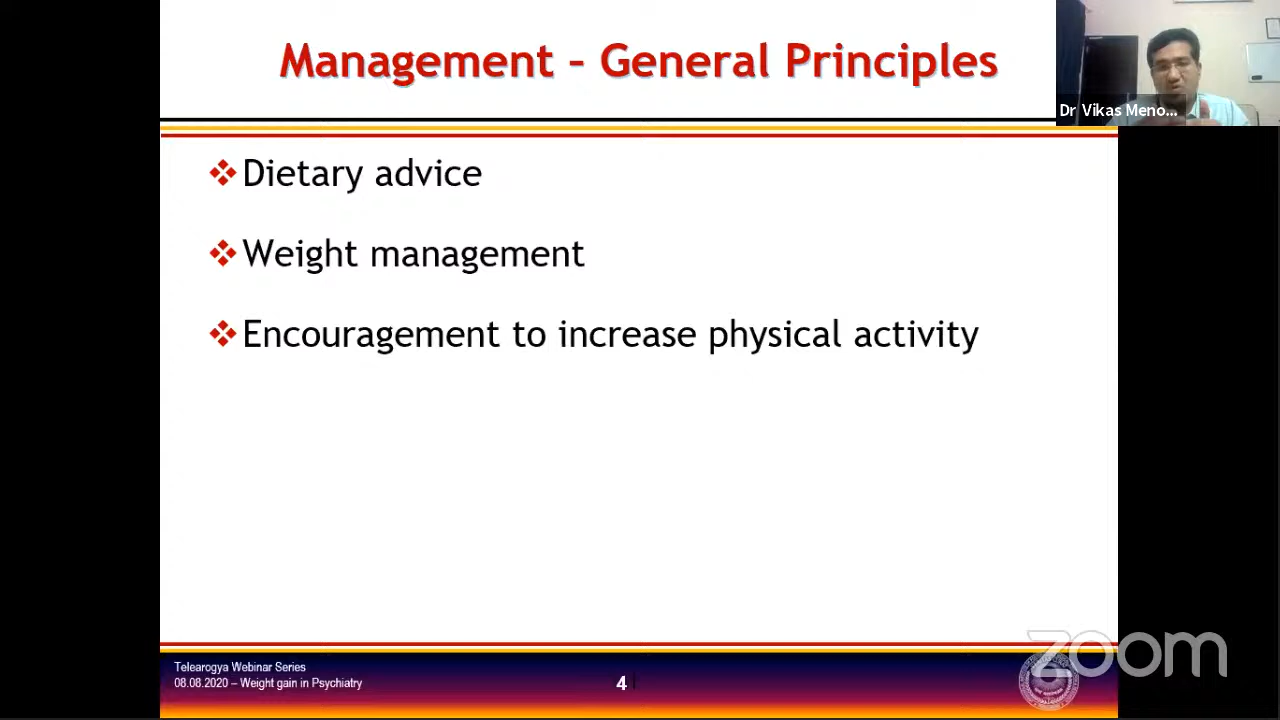 Management – General Principles
Dr Vikas Meno...
Dietary advice
Weight management
Encouragement to increase physical activity
Telearogya Webinar Series
08.08.2020 – Weight gain in Psychiatry
4
zoom